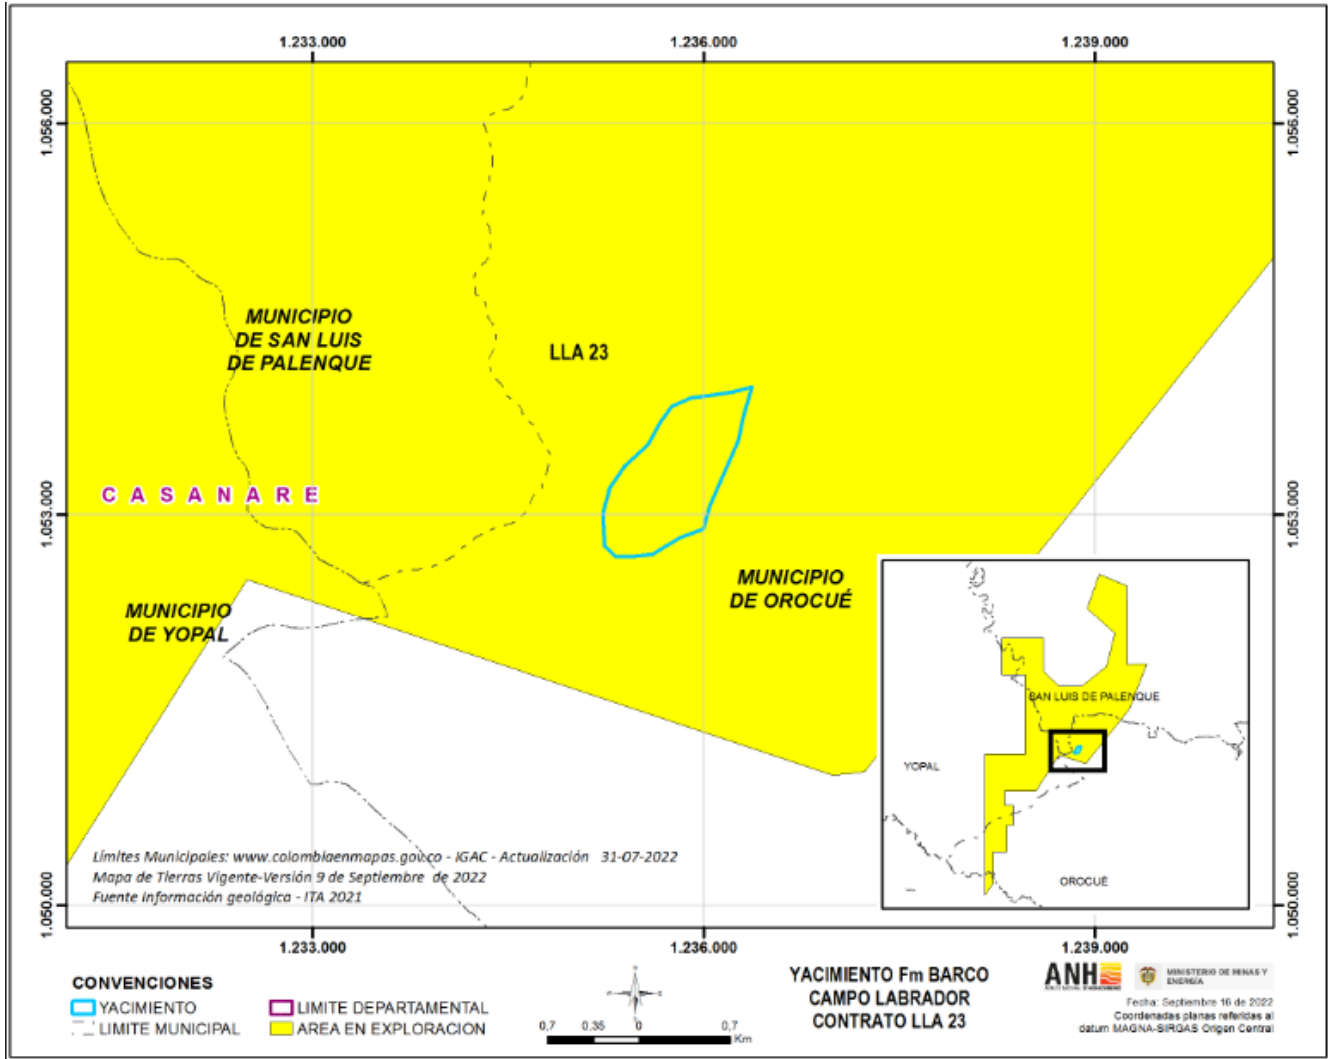 1.233.000 1.236.000 1.239.000
1.056.000 1.056.000
MUNICIPIO
DE SAN LUIS
DE PALENQUE
LLA 23
CASANARE
1.053.000 1.053.000
MUNICIPIO
DE OROCUÉ
MUNICIPIO
DE YOPAL
SAN LUIS DE PALENQUE
YOPAL
OROCUÉ
Límites Municipales: www.colombiaenmapas.gov.co - IGAC - Actualización 31-07-2022
Mapa de Tierras Vigente-Versión 9 de Septiembre de 2022
Fuente Información geológica - ITA 2021
1.050.000 1.050.000
1.233.000 1.236.000 1.239.000
CONVENCIONES
YACIMIENTO
LIMITE DEPARTAMENTAL
LIMITE MUNICIPAL
AREA EN EXPLORACION
0,7 0,35 0 0,7
Km
YACIMIENTO Fm BARCO
CAMPO LABRADOR
CONTRATO LLA 23
ANH
MINISTERIO DE MINAS Y
ENERGÍA
Fecha: Septiembre 16 de 2022
Coordenadas planas referidas al
datum MAGNA-SIRGAS Origen Central